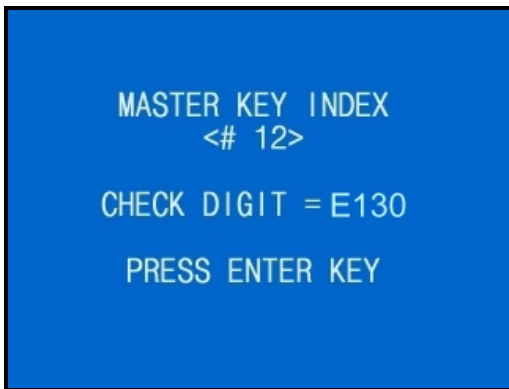 MASTER KEY INDEX
<# 12>
CHECK DIGIT = E130
PRESS ENTER KEY